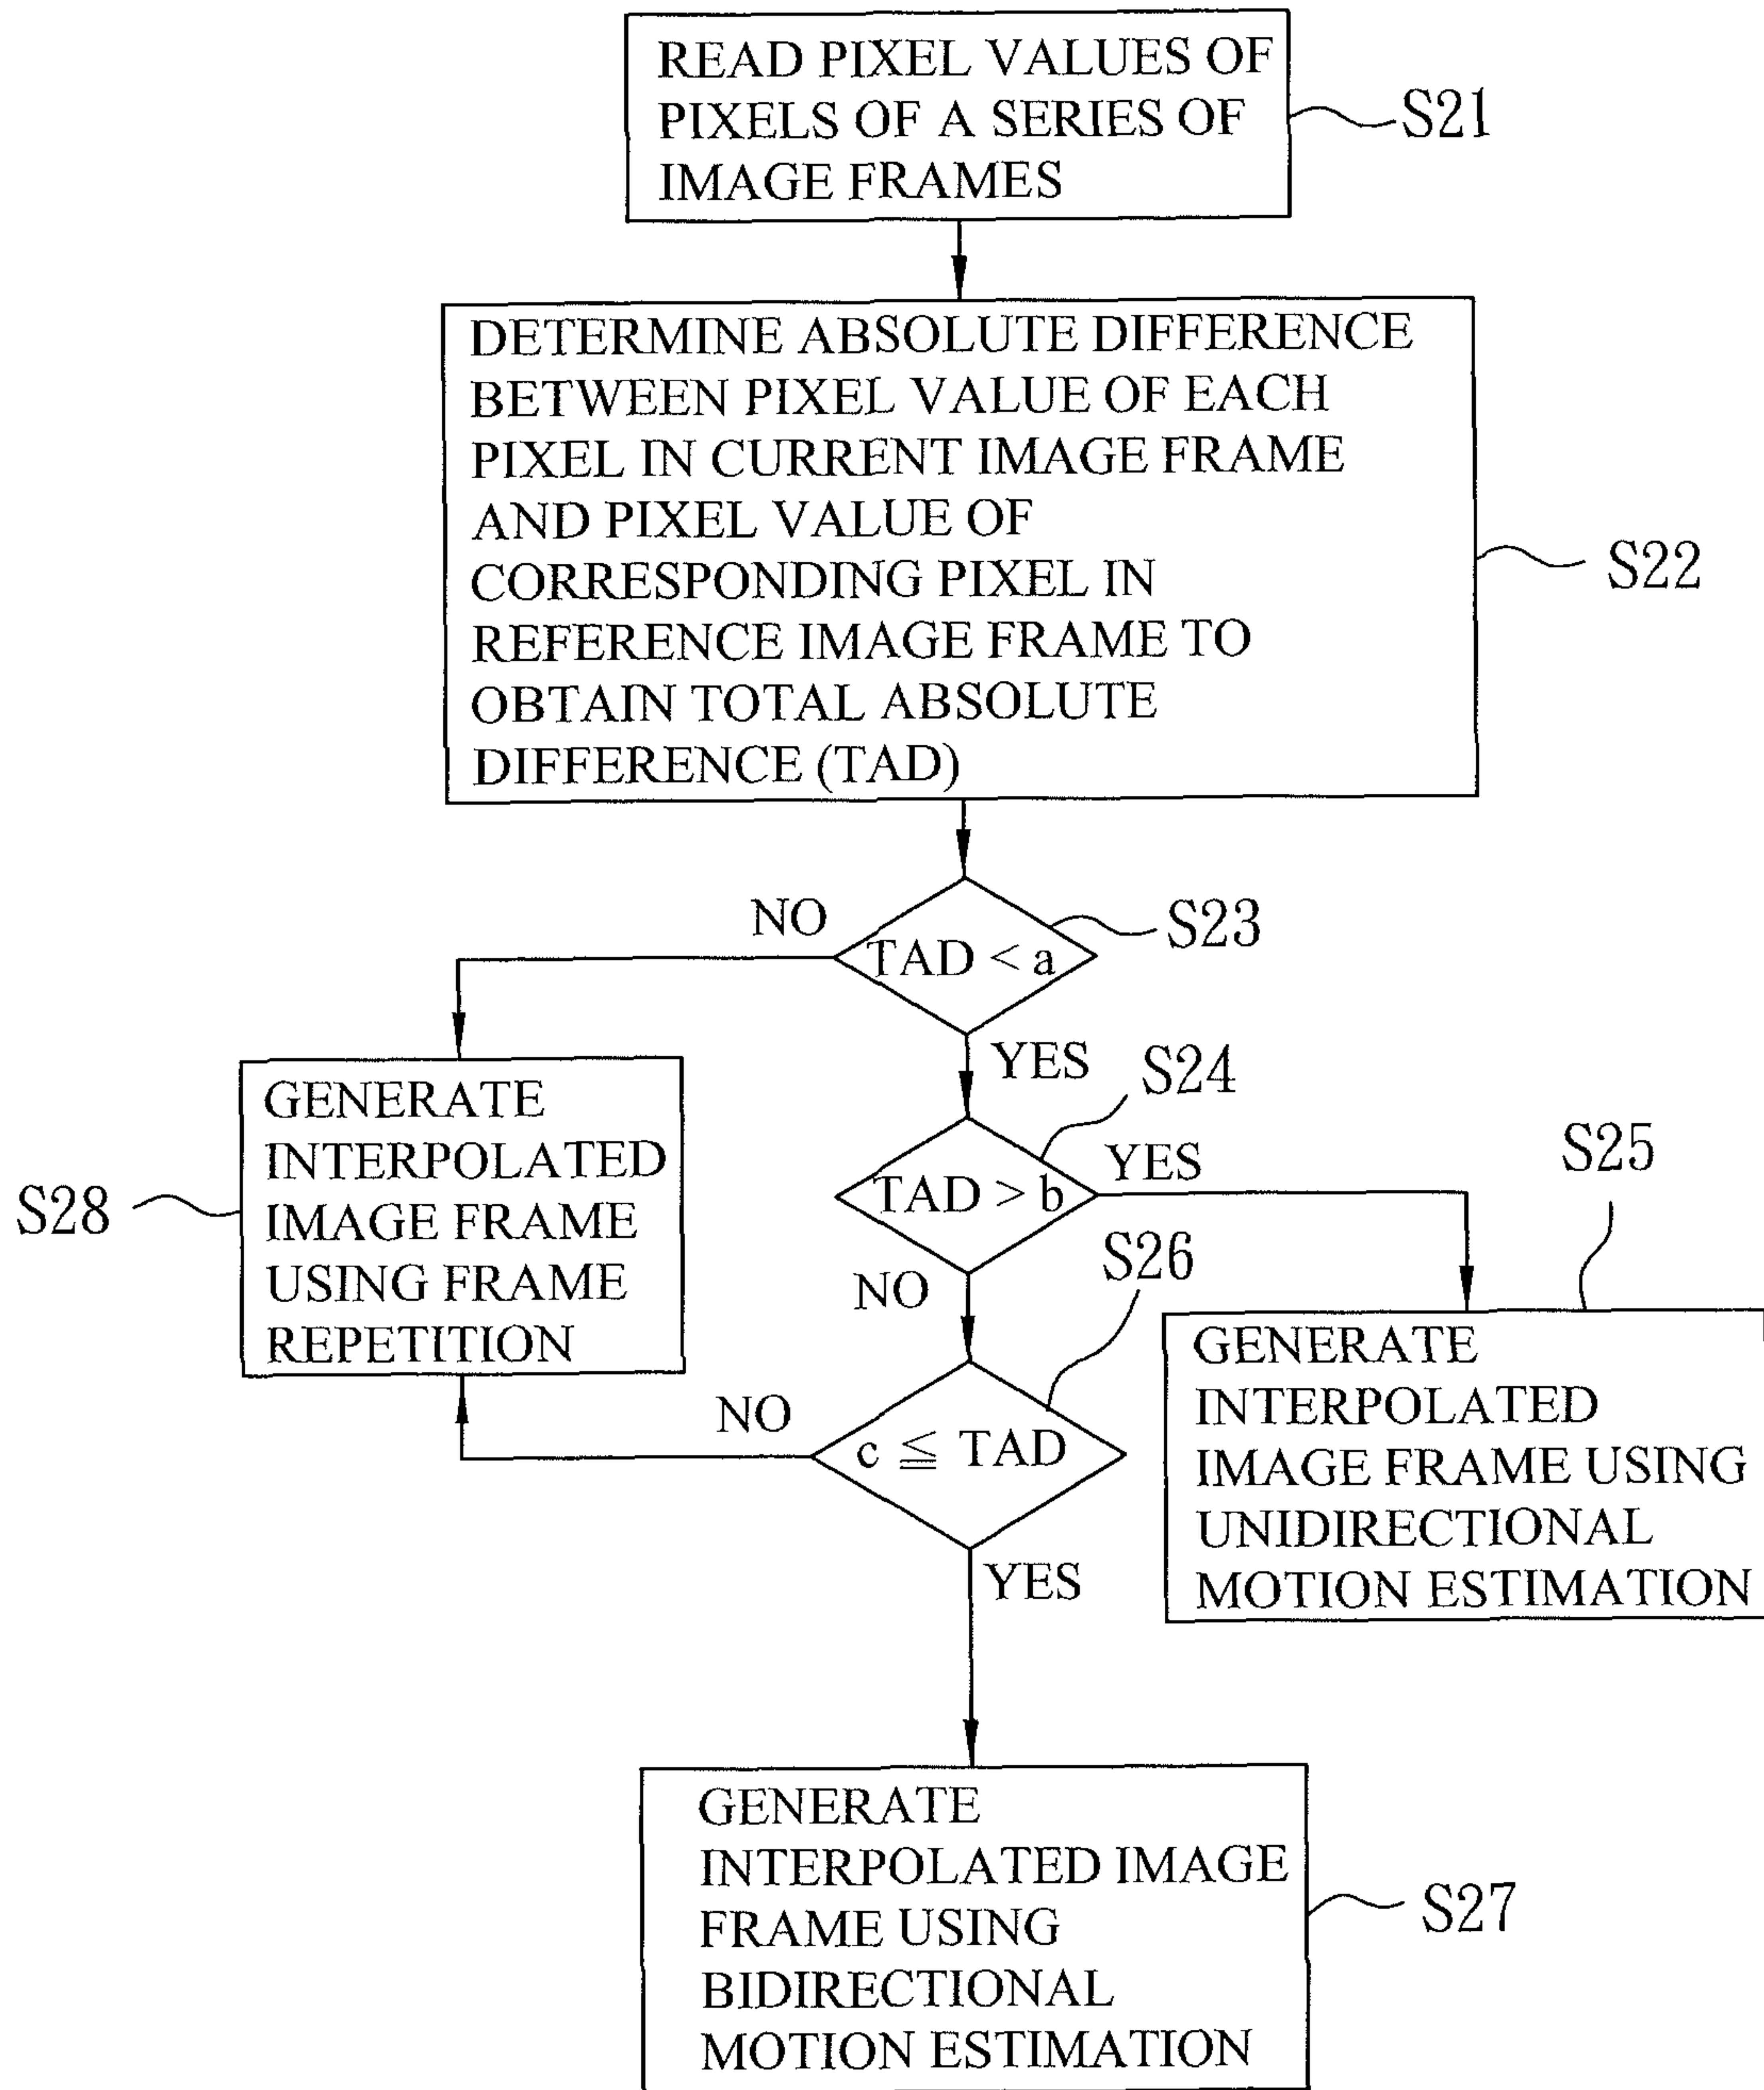 READ PIXEL VALUES OF
PIXELS OF A SERIES OF
IMAGE FRAMES
S21
DETERMINE ABSOLUTE DIFFERENCE
BETWEEN PIXEL VALUE OF EACH
PIXEL IN CURRENT IMAGE FRAME
AND PIXEL VALUE OF
CORRESPONDING PIXEL IN
REFERENCE IMAGE FRAME TO
OBTAIN TOTAL ABSOLUTE
DIFFERENCE (TAD)
S22
NO
TAD < a
S23
YES
S24
GENERATE
INTERPOLATED
IMAGE FRAME
USING FRAME
REPETITION
S28
TAD > b
YES
S25
NO
S26
GENERATE
INTERPOLATED
IMAGE FRAME USING
UNIDIRECTIONAL
MOTION ESTIMATION
NO
c ≦ TAD
YES
GENERATE
INTERPOLATED IMAGE
FRAME USING
BIDIRECTIONAL
MOTION ESTIMATION
S27